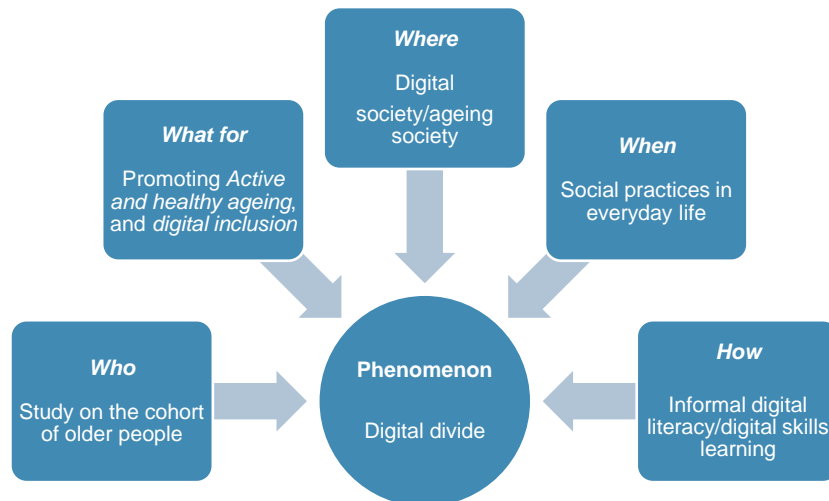 Where
Digital
society/ageing
society
What for
Promoting Active
and healthy ageing,
and digital inclusion
When
Social practices in
everyday life
Who
Study on the cohort
of older people
Phenomenon
Digital divide
How
Informal digital
literacy/digital skills
learning